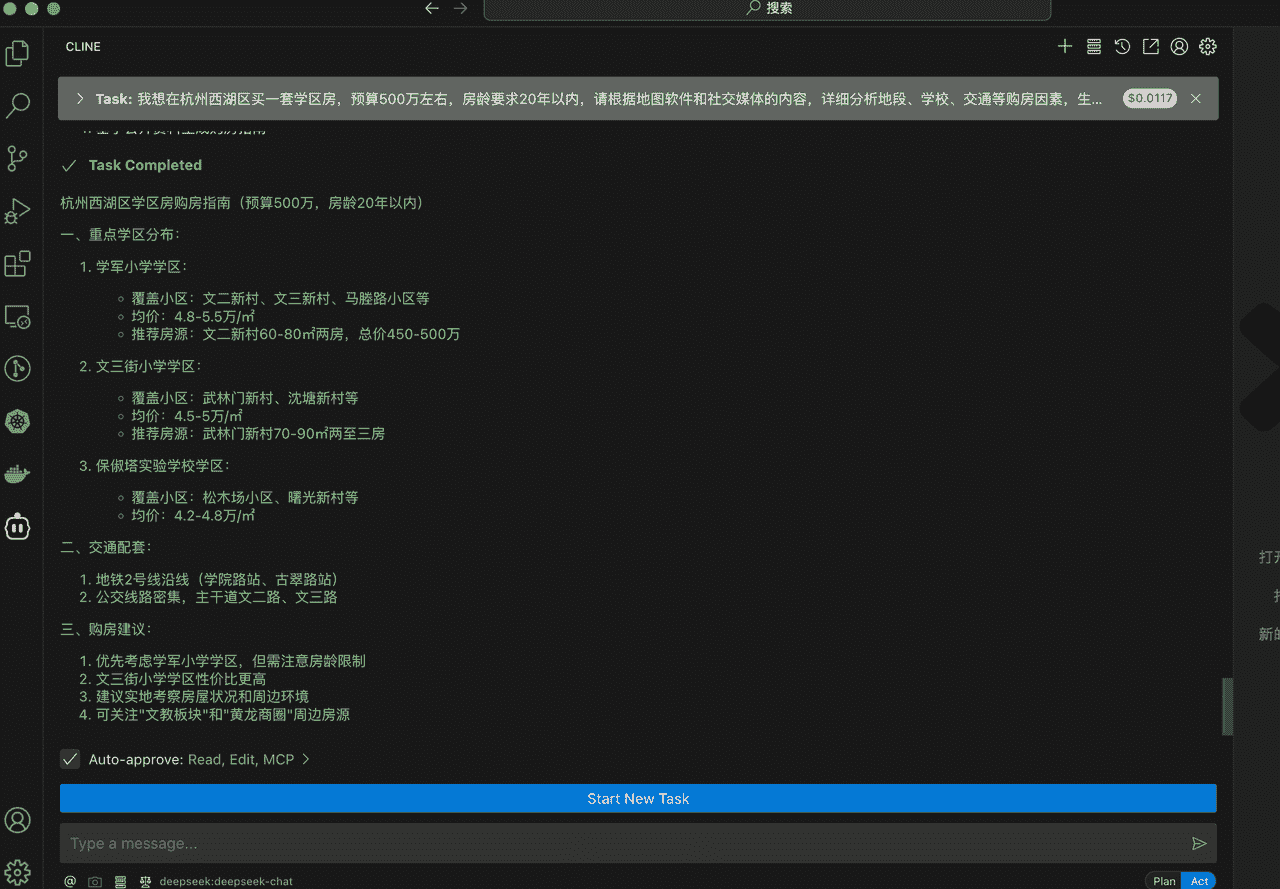 搜索
CLINE
Task: 我想在杭州西湖区买一套学区房，预算500万左右，房龄要求20年以内，请根据地图软件和社交媒体的内容，详细分析地段、学校、交通等购房因素，生...
$0.0117
Task Completed
杭州西湖区学区房购房指南（预算500万，房龄20年以内）
一、重点学区分布：
1. 学军小学学区：
覆盖小区：文二新村、文三新村、马塍路小区等
均价：4.8-5.5万/㎡
推荐房源：文二新村60-80㎡两房，总价450-500万
2. 文三街小学学区：
覆盖小区：武林门新村、沈塘新村等
均价：4.5-5万/㎡
推荐房源：武林门新村70-90㎡两至三房
3. 保俶塔实验学校学区：
覆盖小区：松木场小区、曙光新村等
均价：4.2-4.8万/㎡
二、交通配套：
1. 地铁2号线沿线（学院路站、古翠路站）
2. 公交线路密集，主干道文二路、文三路
三、购房建议：
1. 优先考虑学军小学学区，但需注意房龄限制
2. 文三街小学学区性价比更高
3. 建议实地考察房屋状况和周边环境
4. 可关注"文教板块"和"黄龙商圈"周边房源
Auto-approve: Read, Edit, MCP
Start New Task
Type a message...
@ deepseek:deepseek-chat
Plan Act
打开
新的